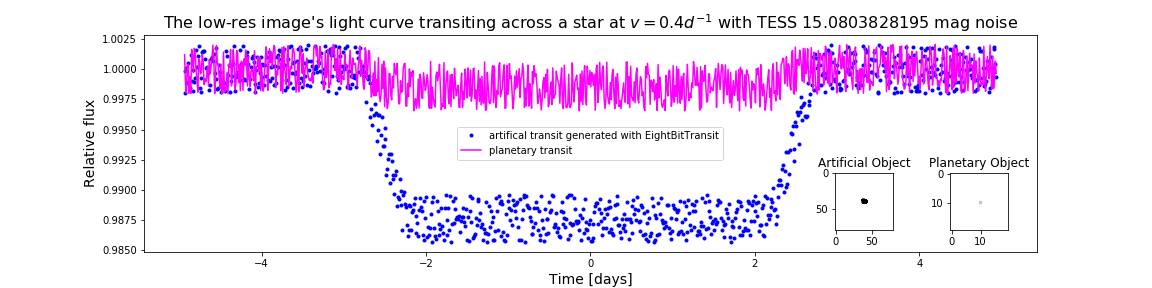 The low-res image's light curve transiting across a star at v = 0.4d⁻¹ with TESS 15.0803828195 mag noise
1.0025
1.0000
0.9975
0.9950
0.9925
0.9900
0.9875
0.9850
Relative flux
artifical transit generated with EightBitTransit
planetary transit
Artificial Object
0
50
0 50
Planetary Object
0
10
0 10
−4 −2 0 2 4
Time [days]